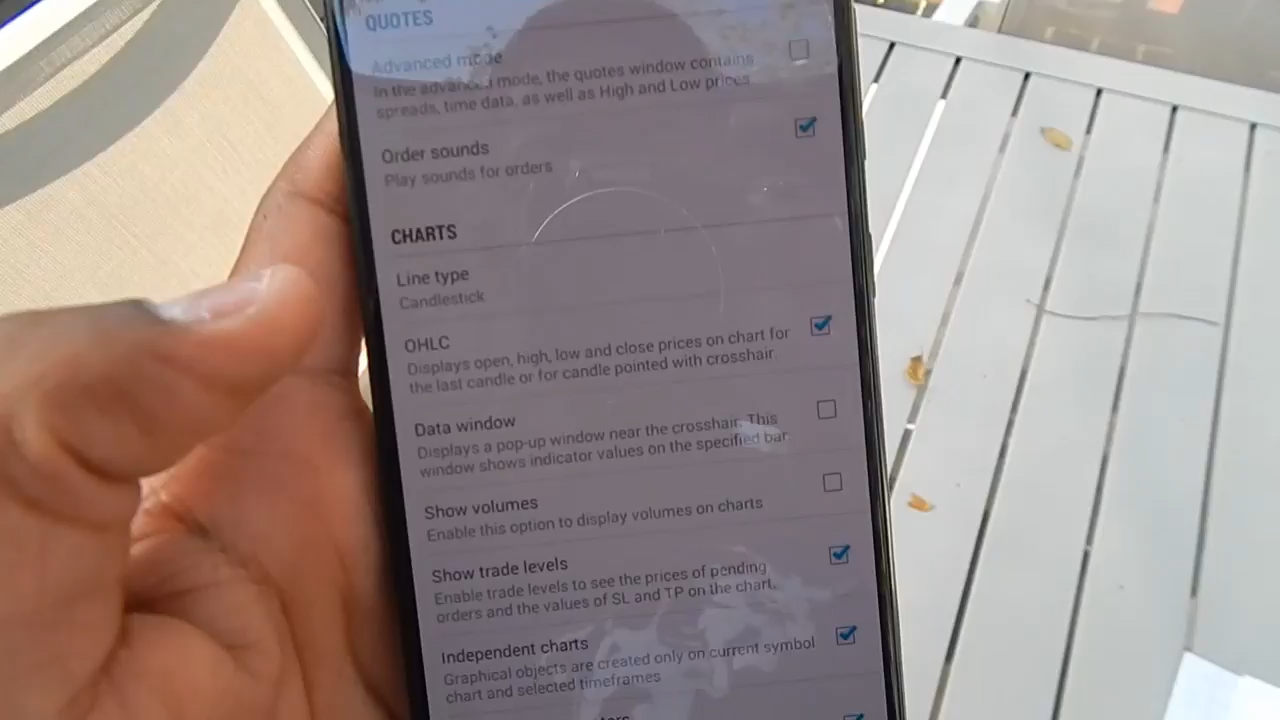 QUOTES
Advanced mode
In the advanced mode, the quotes window contains
spreads, time data, as well as High and Low prices
Order sounds
Play sounds for orders
CHARTS
Line type
Candlestick
OHLC
Displays open, high, low and close prices on chart for
the last candle or for candle pointed with crosshair.
Data window
Displays a pop-up window near the crosshair. This
window shows indicator values on the specified bar
Show volumes
Enable this option to display volumes on charts
Show trade levels
Enable trade levels to see the prices of pending
orders and the values of SL and TP on the chart.
Independent charts
Graphical objects are created only on current symbol
chart and selected timeframes